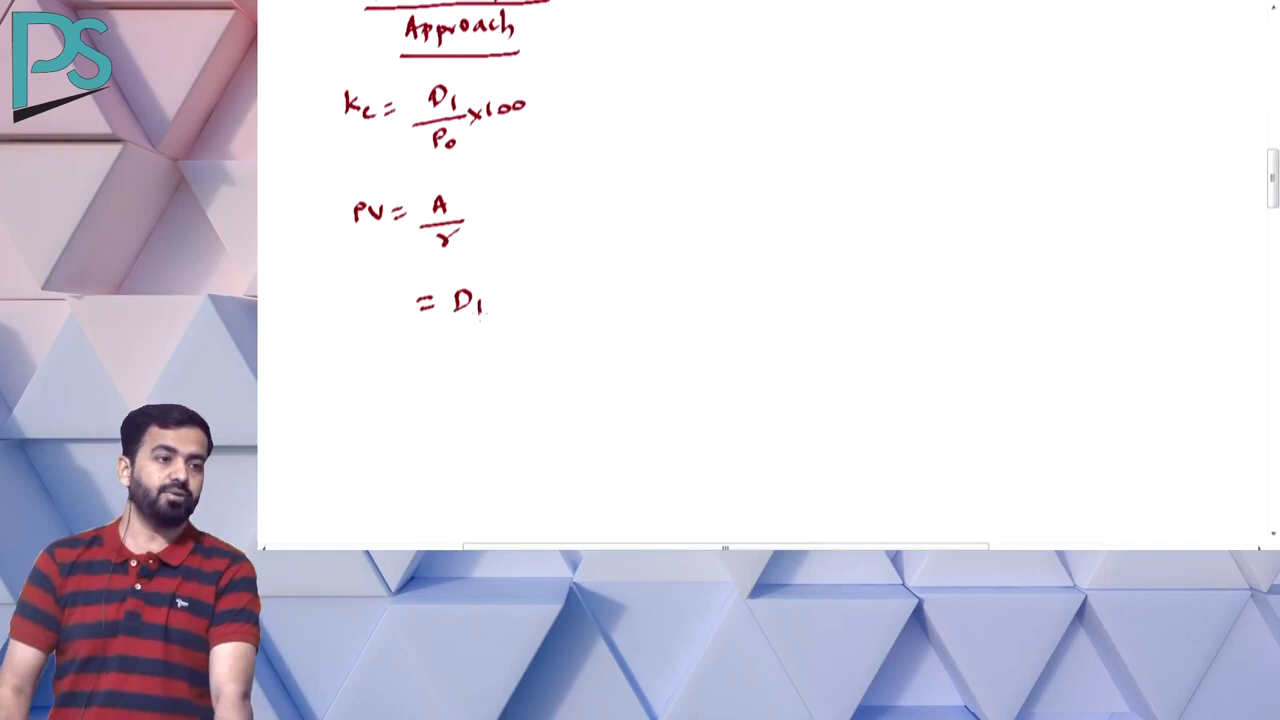 PS
Approach
Ke = D1/P0 x 100
PV = A/r
= D1